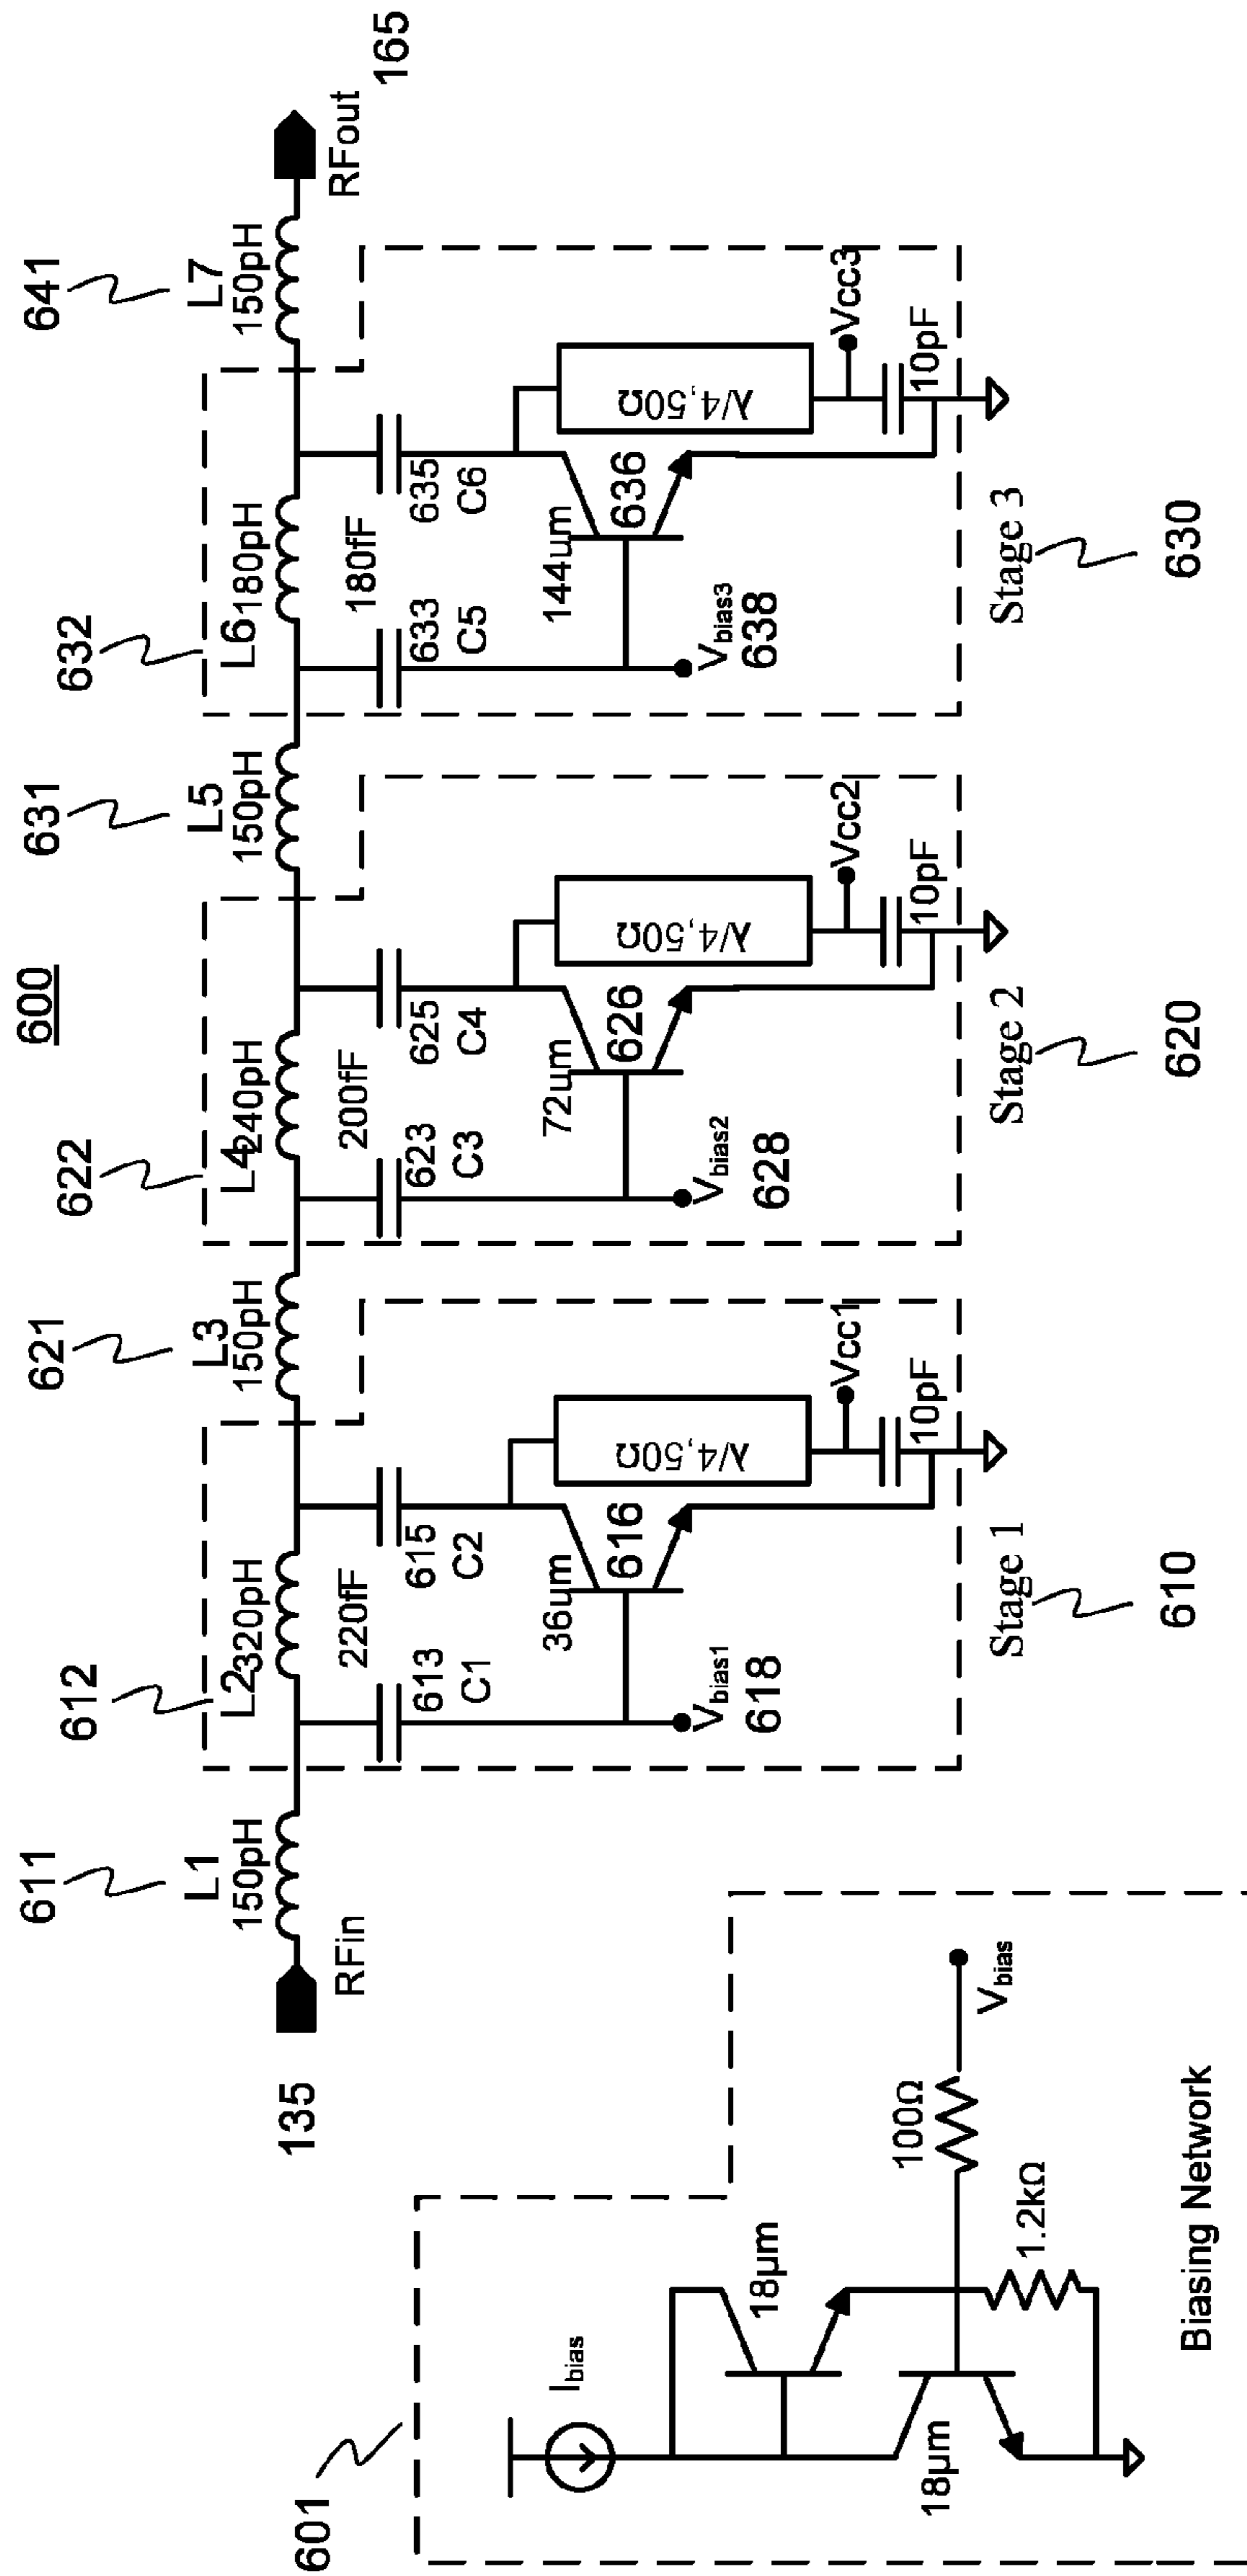 600
611
612
621
622
631
632
641
L1
150pH
L2
320pH
L3
150pH
L4
240pH
L5
150pH
L6
180pH
L7
150pH
135
RFin
RFout
165
220fF
613
C1
615
C2
36um
616
λ/4,50Ω
Vbias1
618
Vcc1
10pF
Stage 1
610
200fF
623
C3
625
C4
72um
626
λ/4,50Ω
Vbias2
628
Vcc2
10pF
Stage 2
620
180fF
633
C5
635
C6
144um
636
λ/4,50Ω
Vbias3
638
Vcc3
10pF
Stage 3
630
601
Ibias
18µm
18µm
100Ω
1.2kΩ
Vbias
Biasing Network